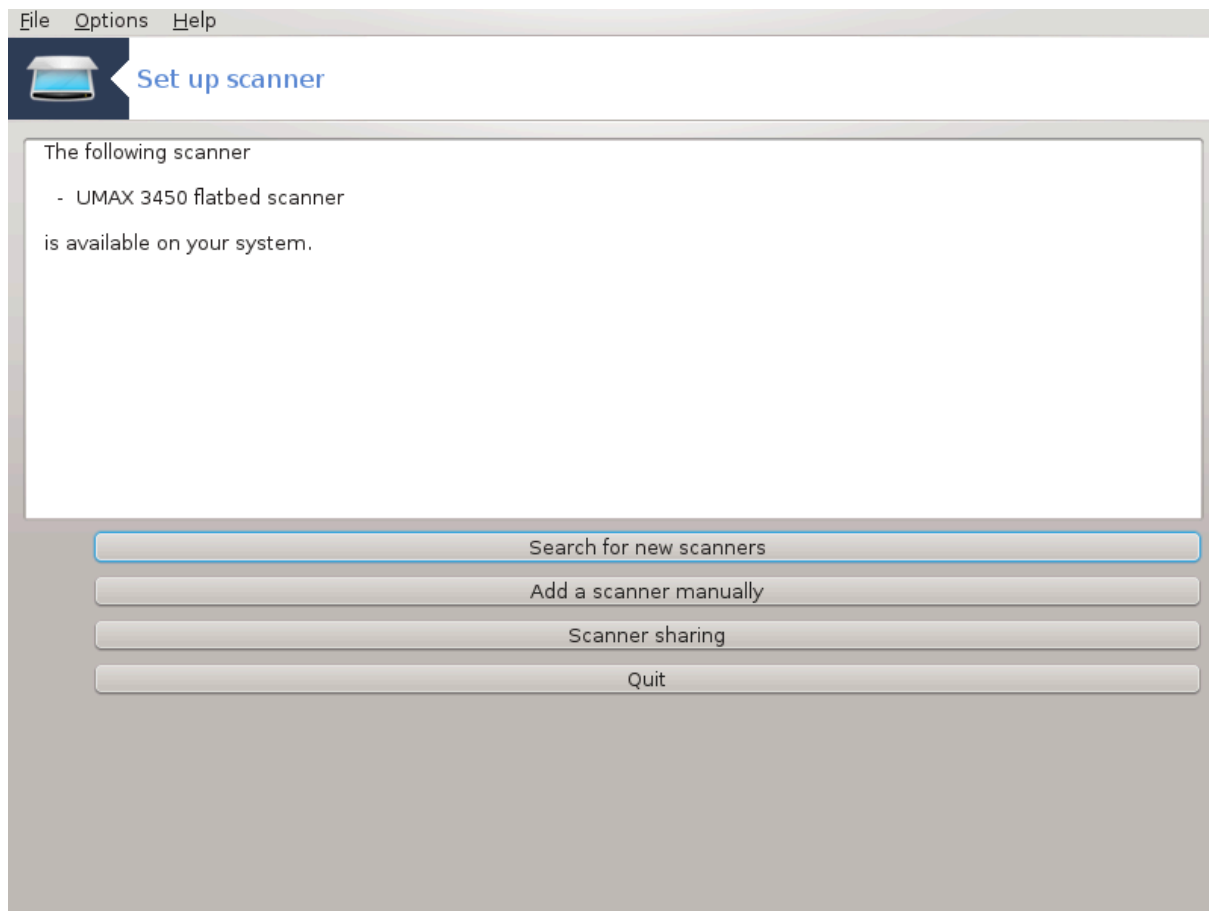 File Options Help
Set up scanner
The following scanner
- UMAX 3450 flatbed scanner
is available on your system.
Search for new scanners
Add a scanner manually
Scanner sharing
Quit